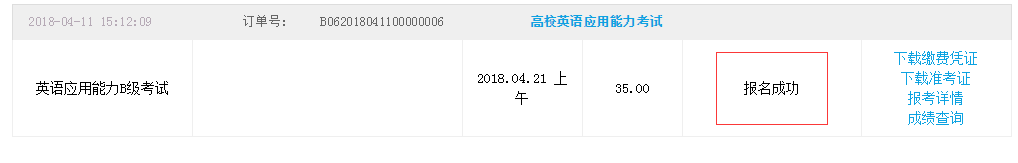 2018-04-11 15:12:09 订单号： B062018041100000006 高校英语应用能力考试
英语应用能力B级考试
2018.04.21 上
午
35.00
报名成功
下载缴费凭证
下载准考证
报考详情
成绩查询